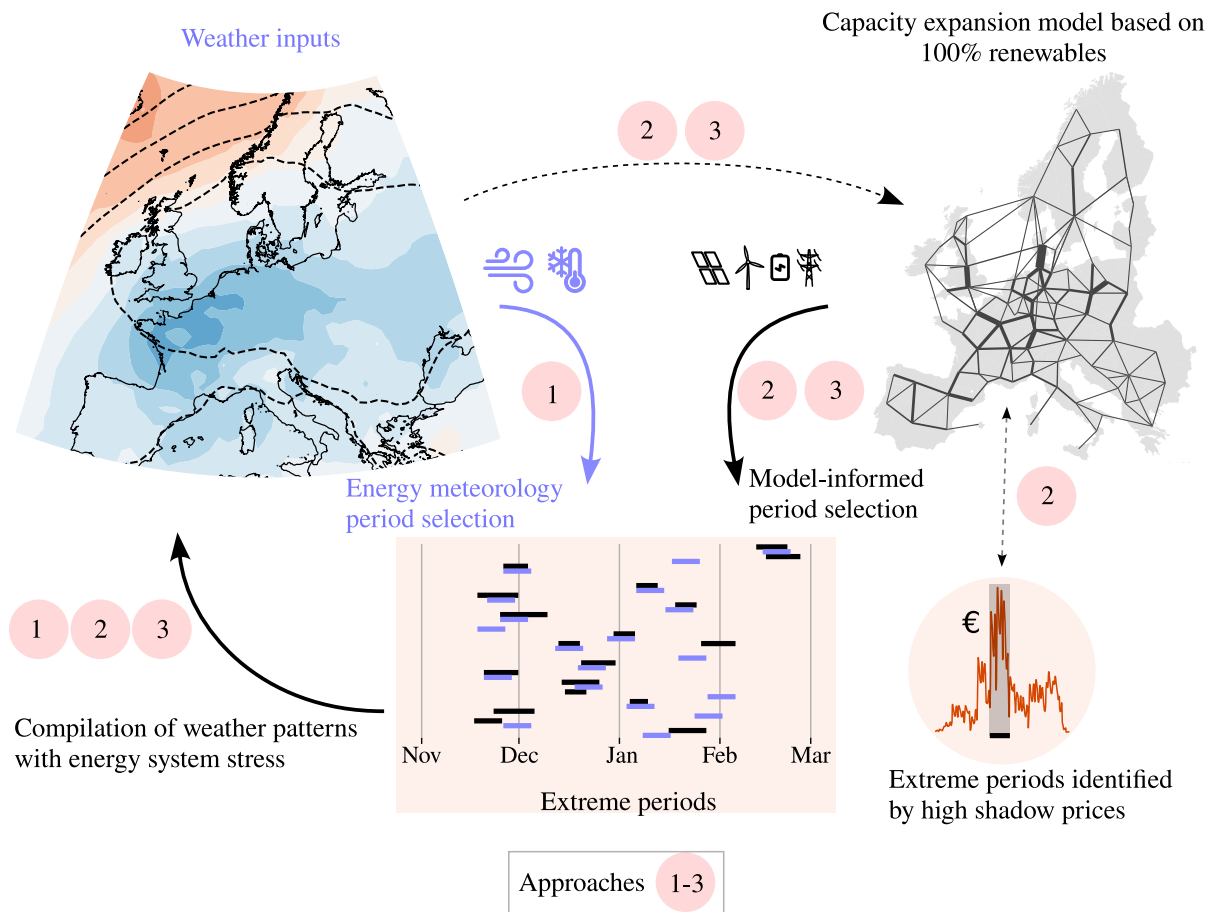 Weather inputs
Capacity expansion model based on
100% renewables
2
3
1
2
3
Energy meteorology
period selection
Model-informed
period selection
2
€
1
2
3
Compilation of weather patterns
with energy system stress
Nov
Dec
Jan
Feb
Mar
Extreme periods
Extreme periods identified
by high shadow prices
Approaches 1-3